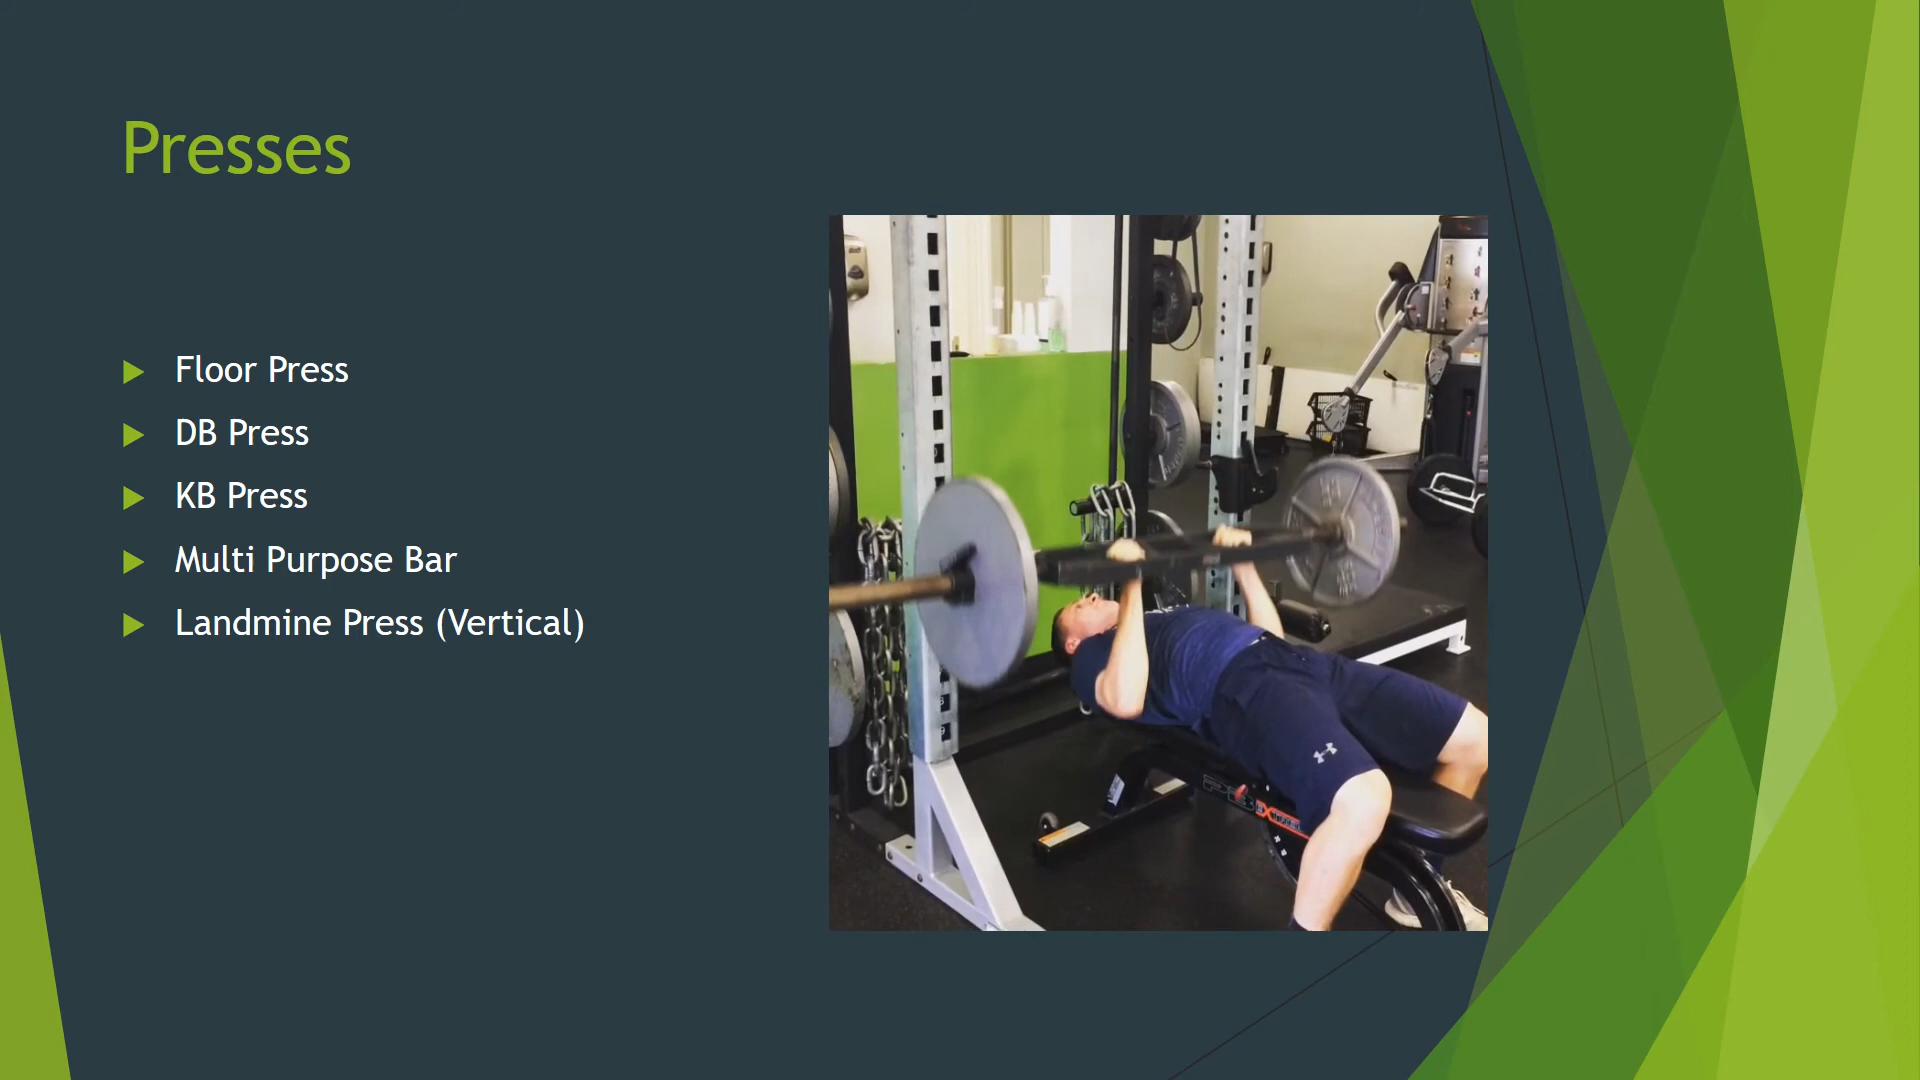 Presses
Floor Press
DB Press
KB Press
Multi Purpose Bar
Landmine Press (Vertical)